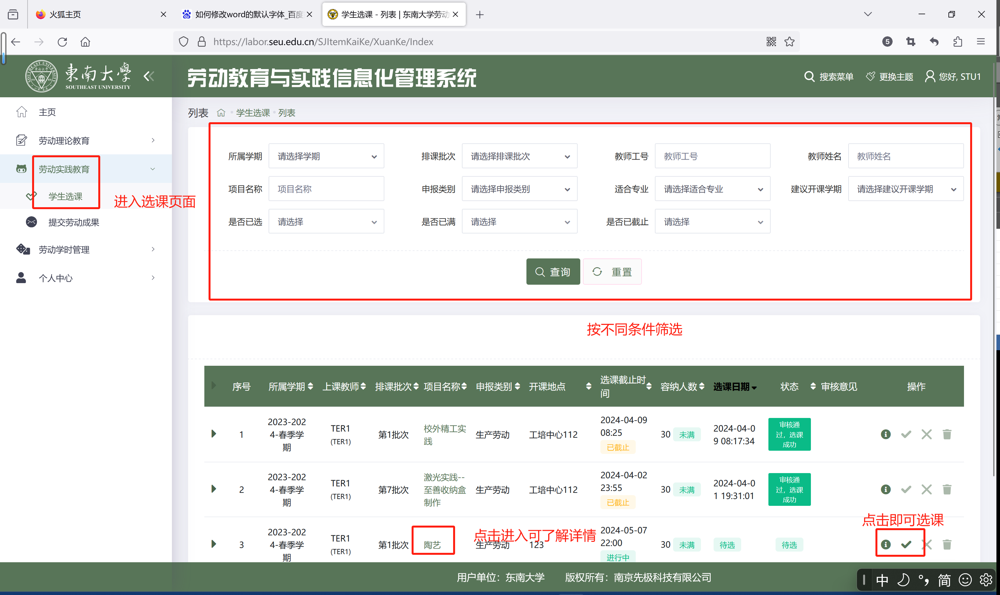 火狐主页
如何修改word的默认字体_百度
学生选课 - 列表 | 东南大学劳动
https://labor.seu.edu.cn/SJItemKaiKe/XuanKe/Index
5
SOUTHEAST UNIVERSITY
東南大學
SOUTHEAST UNIVERSITY
劳动教育与实践信息化管理系统
搜索菜单
更换主题
您好, STU1
主页
劳动理论教育
劳动实践教育
学生选课
进入选课页面
提交劳动成果
劳动学时管理
个人中心
列表 学生选课 列表
所属学期 请选择学期 排课批次 请选择排课批次 教师工号 教师工号 教师姓名 教师姓名
项目名称 项目名称 申报类别 请选择申报类别 适合专业 请选择适合专业 建议开课学期 请选择建议开课学期
是否已选 请选择 是否已满 请选择 是否已截止 请选择
查询 重置
按不同条件筛选
序号 所属学期 上课教师 排课批次 项目名称 申报类别 开课地点 选课截止时间 容纳人数 选课日期 状态 审核意见 操作
1 2023-2024-春季学期 TER1 (TER1) 第1批次 校外精工实践 生产劳动 工培中心112 2024-04-09 08:25 已截止 30 未满 2024-04-09 08:17:34 审核通过，选课成功
2 2023-2024-春季学期 TER1 (TER1) 第7批次 激光实践--至善收纳盒制作 生产劳动 工培中心112 2024-04-02 23:55 已截止 30 未满 2024-04-01 19:31:01 审核通过，选课成功
点击即可选课
3 2023-2024-春季学期 TER1 (TER1) 第1批次 陶艺 生产劳动 123 2024-05-07 22:00 进行中 30 未满 待选 待选
点击进入可了解详情
用户单位：东南大学 版权所有：南京先极科技有限公司
中 简